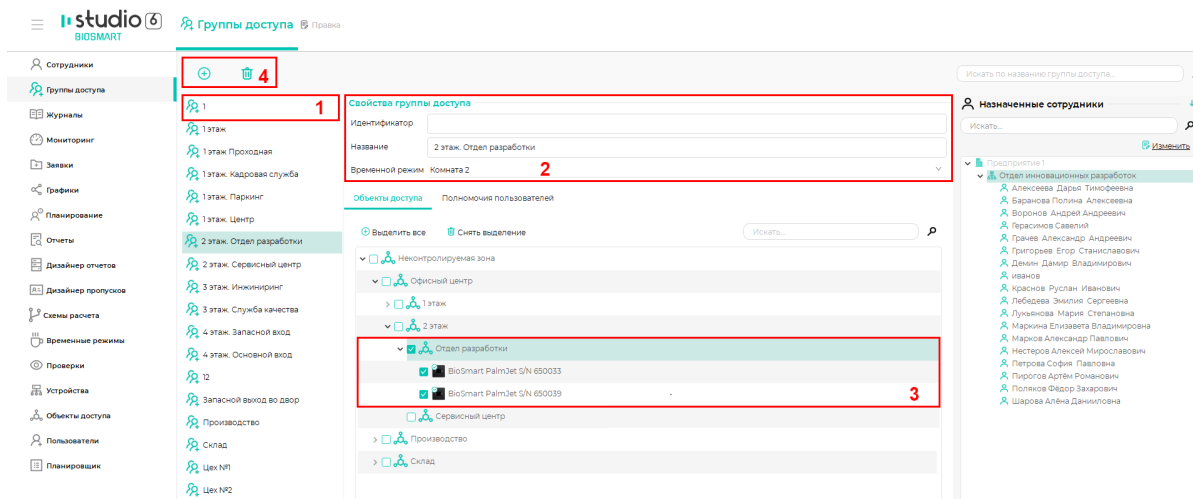 studio 6
BIOSMART
Группы доступа
Правка
Сотрудники
Группы доступа
Журналы
Мониторинг
Заявки
Графики
Планирование
Отчеты
Дизайнер отчетов
Дизайнер пропусков
Схемы расчета
Временные режимы
Проверки
Устройства
Объекты доступа
Пользователи
Планировщик
4
1
1
1 этаж
1 этаж Проходная
1 этаж. Кадровая служба
1 этаж. Паркинг
1 этаж. Центр
2 этаж. Отдел разработки
2 этаж. Сервисный центр
3 этаж. Инжиниринг
3 этаж. Служба качества
4 этаж. Запасной вход
4 этаж. Основной вход
12
Запасной выход во двор
Производство
Склад
Цех №1
Цех №2
Свойства группы доступа
Идентификатор
Название 2 этаж. Отдел разработки
Временной режим Комната 2
2
Объекты доступа Полномочия пользователей
Выделить все Снять выделение Искать...
Неконтролируемая зона
Офисный центр
1 этаж
2 этаж
Отдел разработки
BioSmart PalmJet S/N 650033
BioSmart PalmJet S/N 650039 -
3
Сервисный центр
Производство
Склад
Искать по названию группы доступа...
Назначенные сотрудники
Искать...
Изменить
Предприятие 1
Отдел инновационных разработок
Алексеева Дарья Тимофеевна
Баранова Полина Алексеевна
Воронов Андрей Андреевич
Герасимов Савелий
Грачев Александр Андреевич
Григорьев Егор Станиславович
Демин Дамир Владимирович
иванов
Краснов Руслан Иванович
Лебедева Эмилия Сергеевна
Лукьянова Мария Степановна
Маркина Елизавета Владимировна
Марков Александр Павлович
Нестеров Алексей Мирославович
Петрова София Павловна
Пирогов Артём Романович
Поляков Фёдор Захарович
Шарова Алёна Данииловна